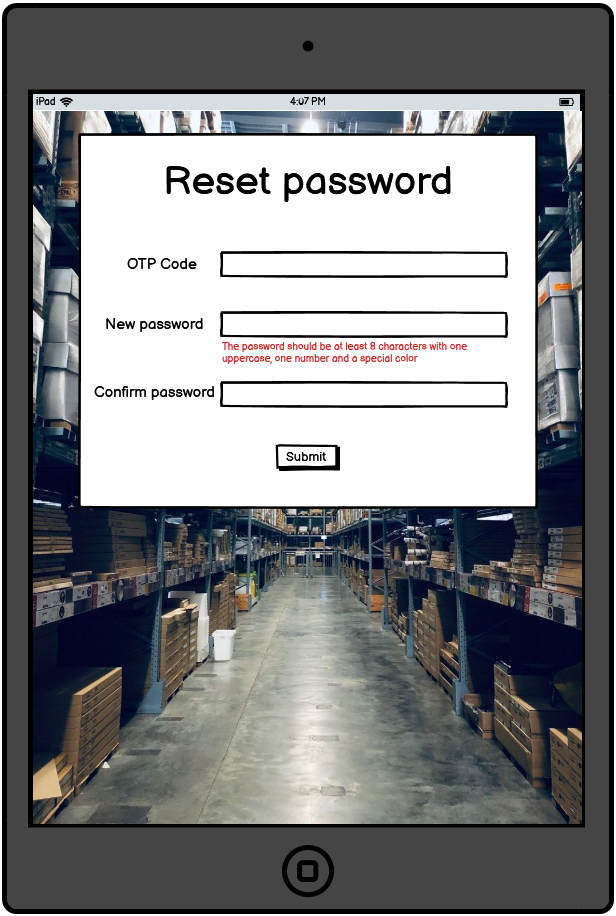 iPad 4:07 PM
Reset password
OTP Code
New password
The password should be at least 8 characters with one
uppercase, one number and a special color
Confirm password
Submit